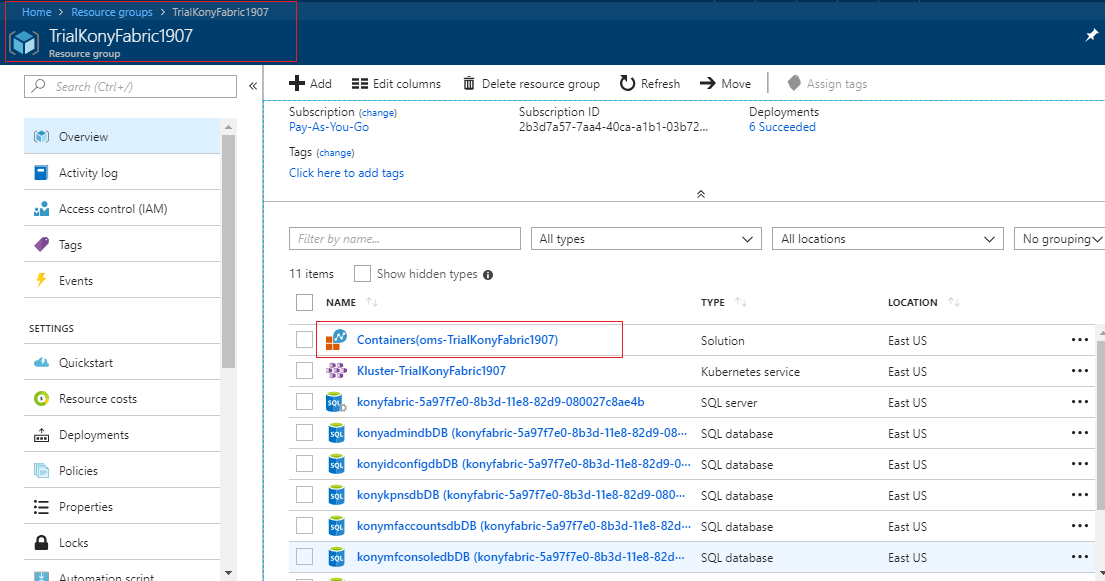 Home > Resource groups > TrialKonyFabric1907
TrialKonyFabric1907
Resource group
Search (Ctrl+/)
«
Overview
Activity log
Access control (IAM)
Tags
Events
SETTINGS
Quickstart
Resource costs
Deployments
Policies
Properties
Locks
Automation script
Add Edit columns Delete resource group Refresh Move Assign tags
Subscription (change) Subscription ID Deployments
Pay-As-You-Go 2b3d7a57-7aa4-40ca-a1b1-03b72... 6 Succeeded
Tags (change)
Click here to add tags
Filter by name... All types All locations No grouping
11 items Show hidden types
NAME TYPE LOCATION
Containers(oms-TrialKonyFabric1907) Solution East US
Kluster-TrialKonyFabric1907 Kubernetes service East US
konyfabric-5a97f7e0-8b3d-11e8-82d9-080027c8ae4b SQL server East US
konyadmindbDB (konyfabric-5a97f7e0-8b3d-11e8-82d9-08··· SQL database East US
konyidconfigdbDB (konyfabric-5a97f7e0-8b3d-11e8-82d9-0··· SQL database East US
konykpnsdbDB (konyfabric-5a97f7e0-8b3d-11e8-82d9-080··· SQL database East US
konymfaccountsdbDB (konyfabric-5a97f7e0-8b3d-11e8-82d··· SQL database East US
konymfconsoledbDB (konyfabric-5a97f7e0-8b3d-11e8-82d··· SQL database East US